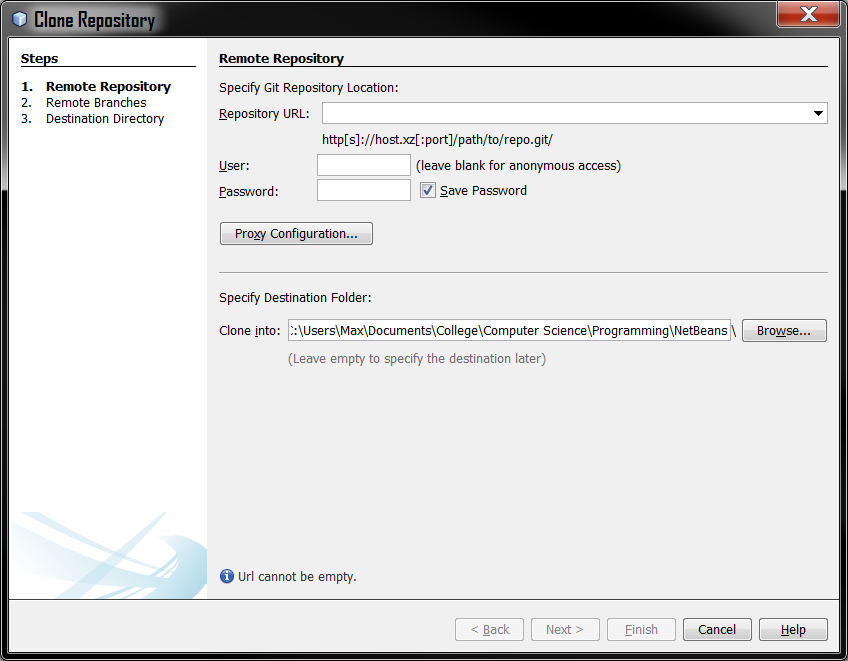 Clone Repository
Steps
1. Remote Repository
2. Remote Branches
3. Destination Directory
Remote Repository
Specify Git Repository Location:
Repository URL:
http[s]://host.xz[:port]/path/to/repo.git/
User: (leave blank for anonymous access)
Password: Save Password
Proxy Configuration...
Specify Destination Folder:
Clone into: :\Users\Max\Documents\College\Computer Science\Programming\NetBeans \ Browse...
(Leave empty to specify the destination later)
Url cannot be empty.
< Back Next > Finish Cancel Help